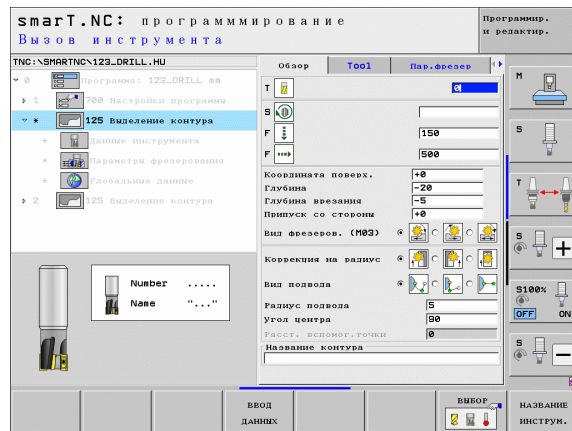 smarT.NC: программмирование
Вызов инструмента
Программир.
и редактир.
TNC:\SMARTNC\123_DRILL.HU
0 Программа: 123_DRILL мм
1 700 Настройки программы
* 125 Выделение контура
* Данные инструмента
* Параметры фрезерования
* Глобальные данные
2 125 Выделение контура
Number .....
Name "..."
Обзор Tool Пар.фрезер
T 0
S
F 150
F 500
Координата поверх. +0
Глубина -20
Глубина врезания -5
Припуск со стороны +0
Вид фрезеров. (M03)
Коррекция на радиус
Вид подвода
Радиус подвода 5
Угол центра 90
Расст. вспомог.точки 0
Название контура
M
S
T
S
S100%
OFF ON
S
ВВОД
ДАННЫХ
ВЫБОР
НАЗВАНИЕ
ИНСТРУМ.